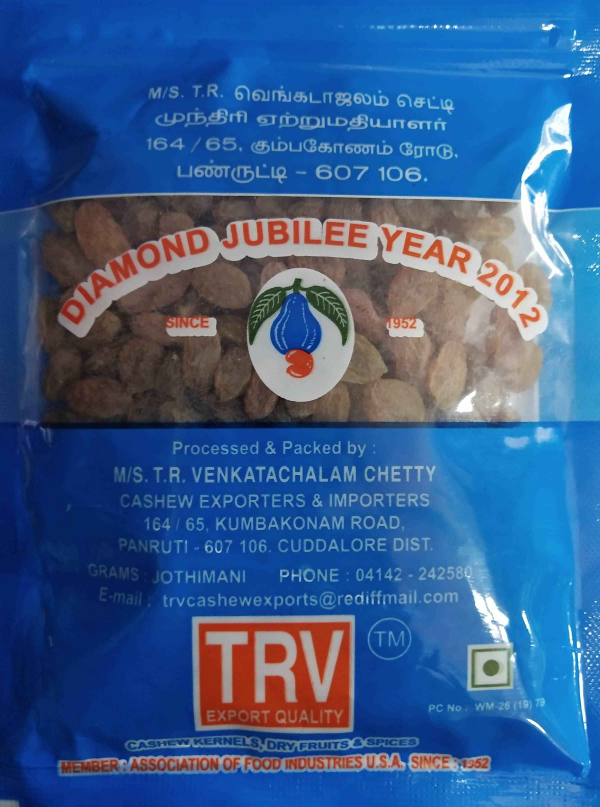 M/S. T.R. வெங்கடாஜலம் செட்டி
முந்திரி ஏற்றுமதியாளர்
164 / 65, கும்பகோணம் ரோடு,
பண்ருட்டி – 607 106.
DIAMOND JUBILEE YEAR 2012
SINCE 1952
Processed & Packed by :
M/S. T.R. VENKATACHALAM CHETTY
CASHEW EXPORTERS & IMPORTERS
164 / 65, KUMBAKONAM ROAD,
PANRUTI - 607 106. CUDDALORE DIST.
GRAMS : JOTHIMANI PHONE : 04142 - 242580
E-mail : trvcashewexports@rediffmail.com
TRV TM
EXPORT QUALITY
PC No : WM-26 (19) 79
CASHEW KERNELS, DRY FRUITS & SPICES
MEMBER : ASSOCIATION OF FOOD INDUSTRIES U.S.A. SINCE : 1952